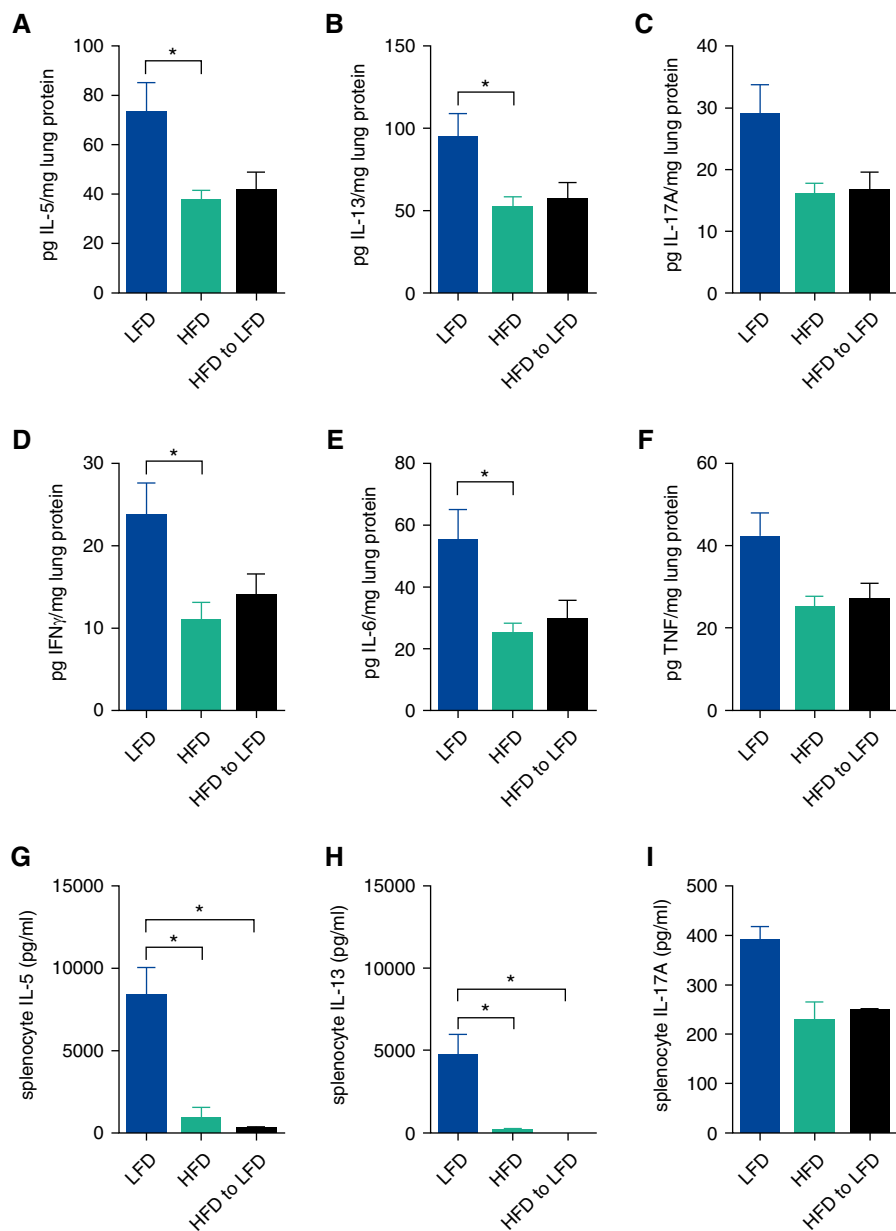 A
pg IL-5/mg lung protein
100
80
60
40
20
0
*
LFD
HFD
HFD to LFD
B
pg IL-13/mg lung protein
150
100
50
0
*
LFD
HFD
HFD to LFD
C
pg IL-17A/mg lung protein
40
30
20
10
0
LFD
HFD
HFD to LFD
D
pg IFNγ/mg lung protein
30
20
10
0
*
LFD
HFD
HFD to LFD
E
pg IL-6/mg lung protein
80
60
40
20
0
*
LFD
HFD
HFD to LFD
F
pg TNF/mg lung protein
60
40
20
0
LFD
HFD
HFD to LFD
G
splenocyte IL-5 (pg/ml)
15000
10000
5000
0
*
*
LFD
HFD
HFD to LFD
H
splenocyte IL-13 (pg/ml)
15000
10000
5000
0
*
*
LFD
HFD
HFD to LFD
I
splenocyte IL-17A (pg/ml)
500
400
300
200
100
0
LFD
HFD
HFD to LFD